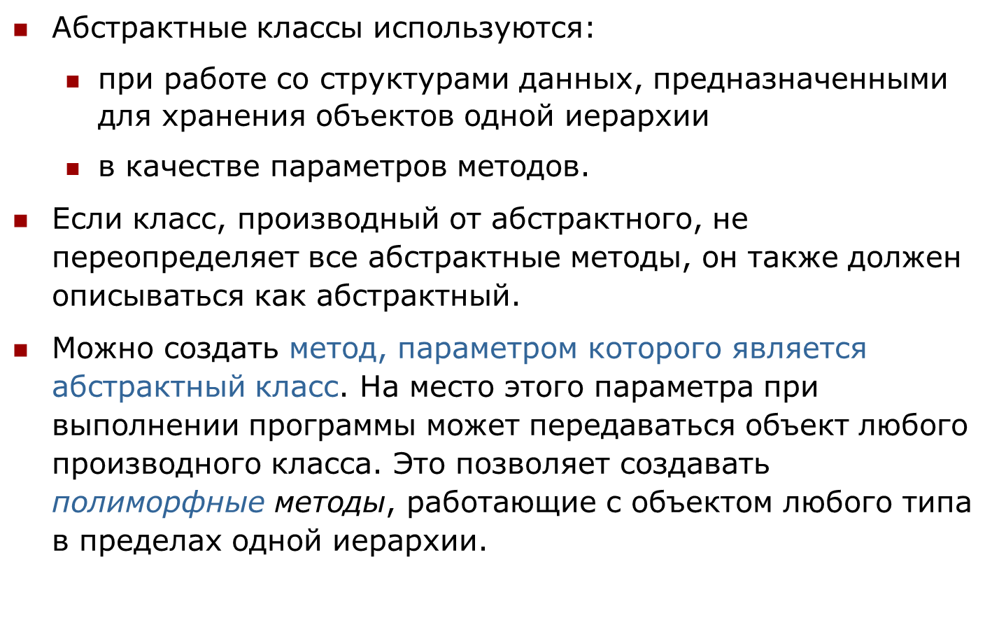 Абстрактные классы используются:
при работе со структурами данных, предназначенными
для хранения объектов одной иерархии
в качестве параметров методов.
Если класс, производный от абстрактного, не
переопределяет все абстрактные методы, он также должен
описываться как абстрактный.
Можно создать метод, параметром которого является
абстрактный класс. На место этого параметра при
выполнении программы может передаваться объект любого
производного класса. Это позволяет создавать
полиморфные методы, работающие с объектом любого типа
в пределах одной иерархии.